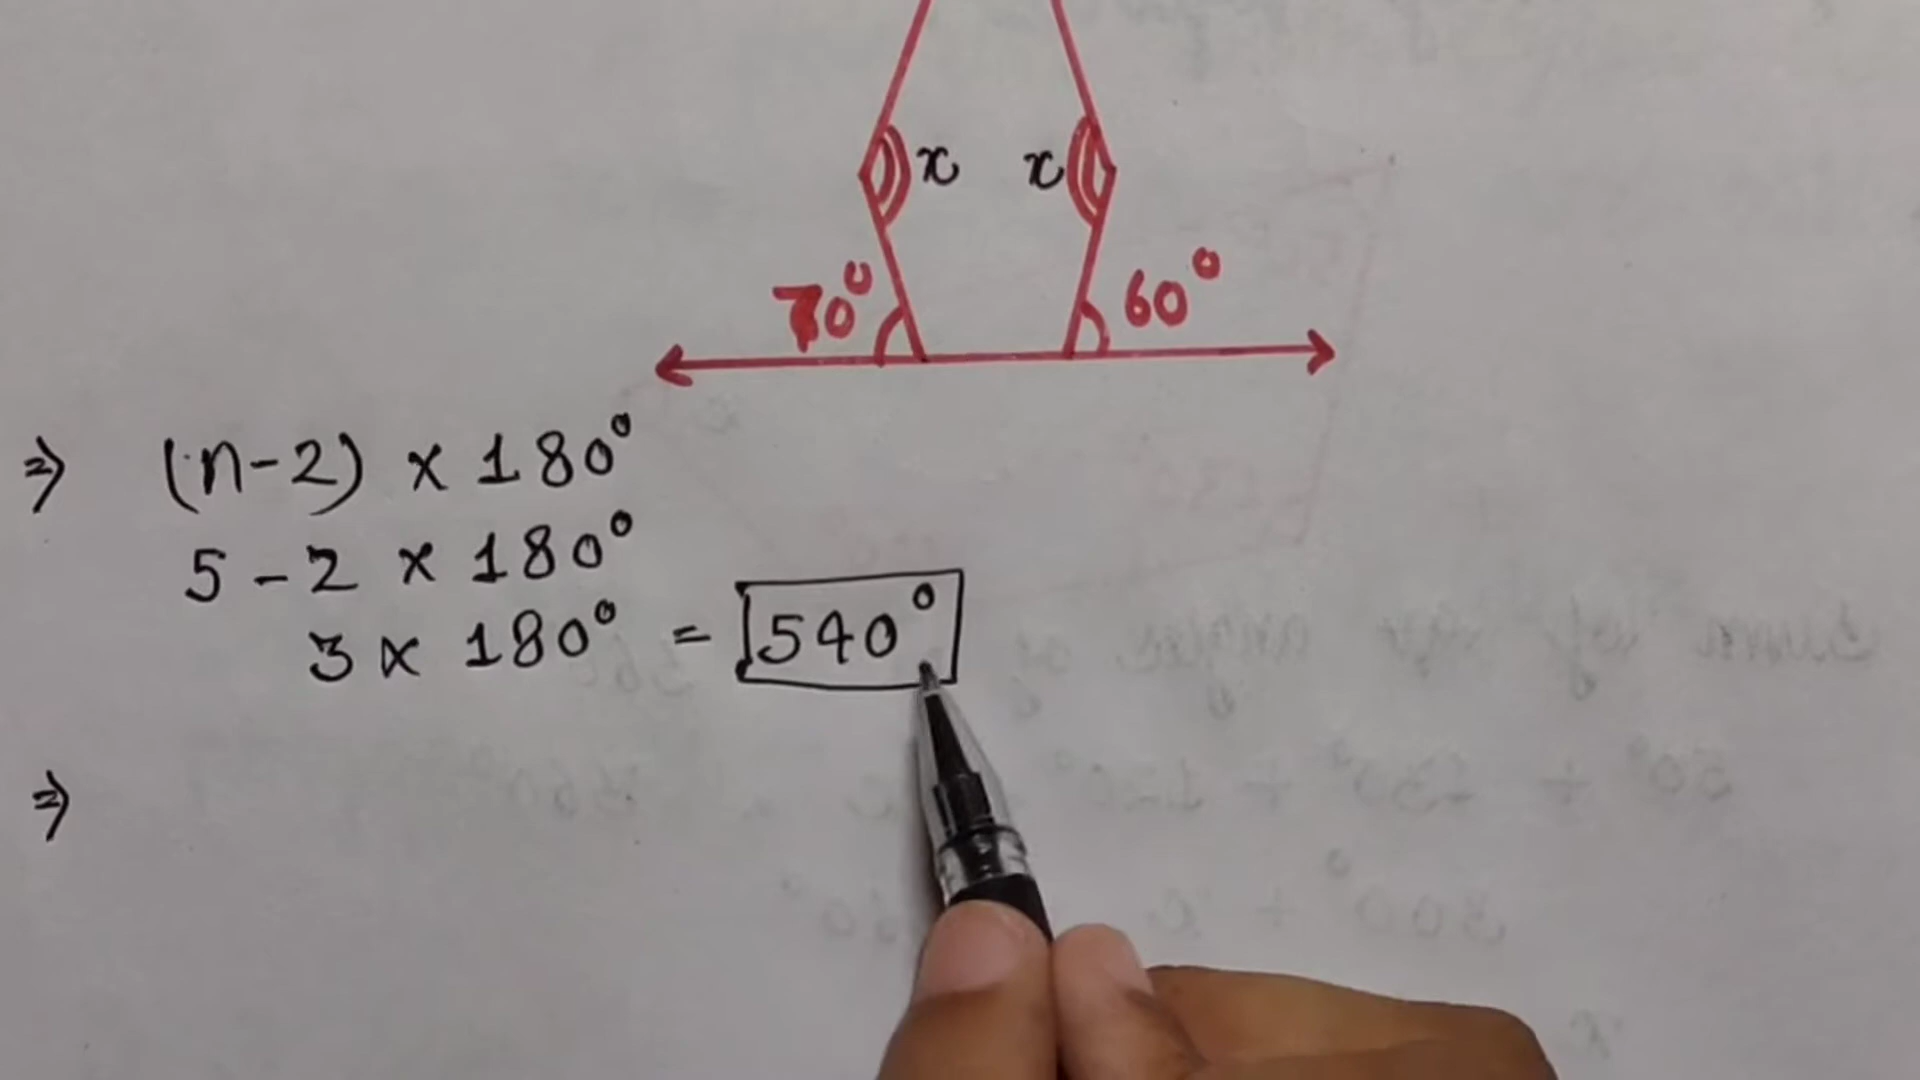 x x
70° 60°
⇒ (n-2) × 180°
5 - 2 × 180°
3 × 180° = 540°
⇒